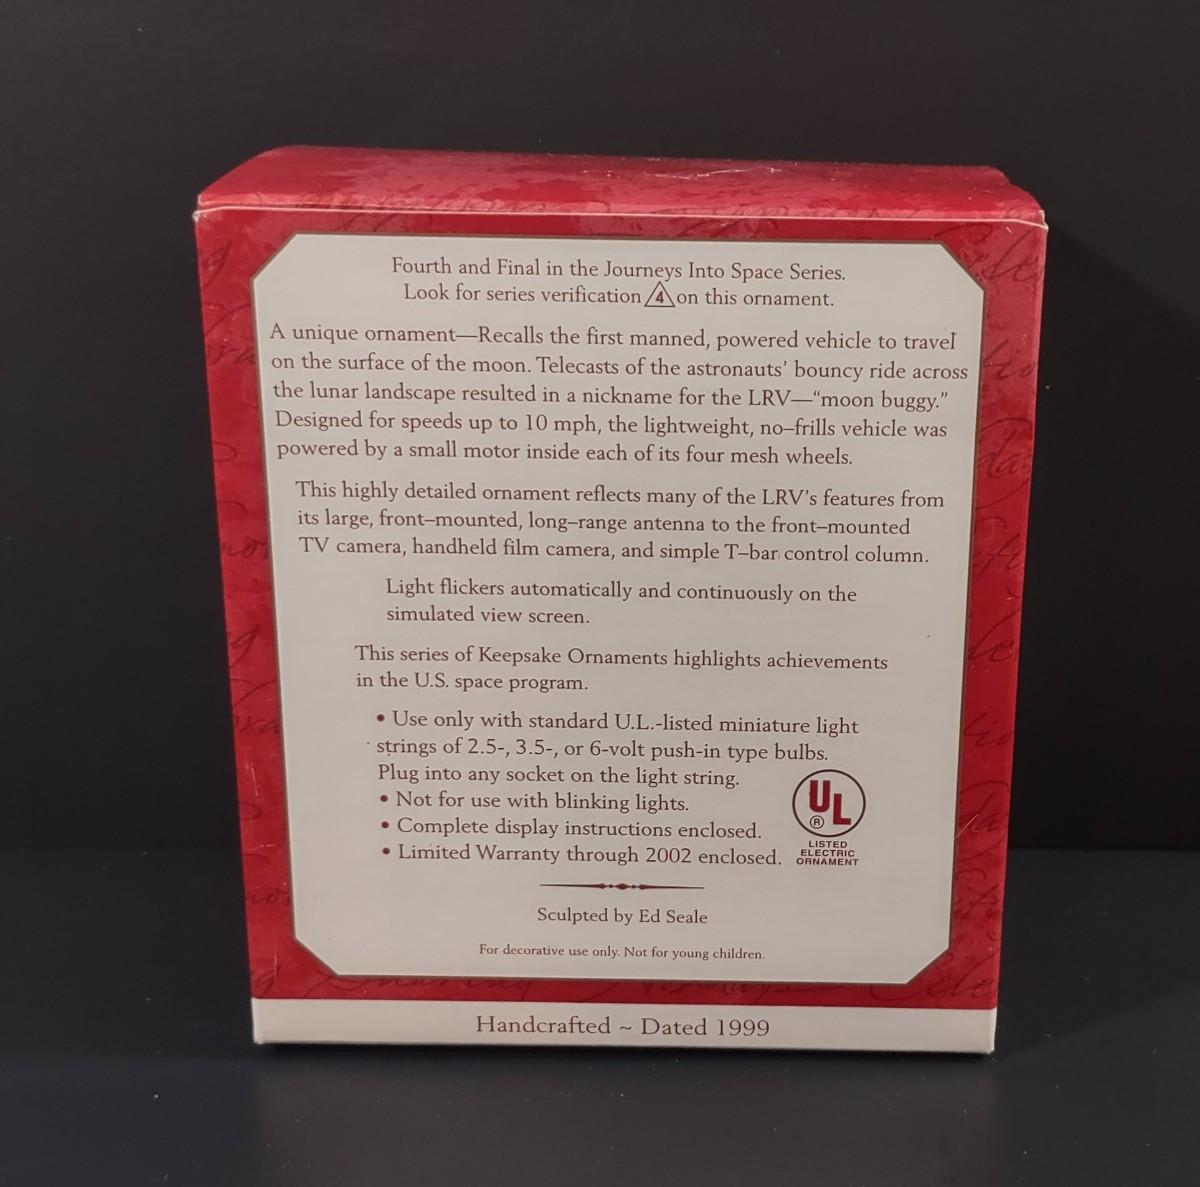 Fourth and Final in the Journeys Into Space Series.
Look for series verification 4 on this ornament.
A unique ornament—Recalls the first manned, powered vehicle to travel
on the surface of the moon. Telecasts of the astronauts' bouncy ride across
the lunar landscape resulted in a nickname for the LRV—“moon buggy.”
Designed for speeds up to 10 mph, the lightweight, no–frills vehicle was
powered by a small motor inside each of its four mesh wheels.
This highly detailed ornament reflects many of the LRV's features from
its large, front–mounted, long–range antenna to the front–mounted
TV camera, handheld film camera, and simple T–bar control column.
Light flickers automatically and continuously on the
simulated view screen.
This series of Keepsake Ornaments highlights achievements
in the U.S. space program.
• Use only with standard U.L.-listed miniature light
strings of 2.5-, 3.5-, or 6-volt push-in type bulbs.
Plug into any socket on the light string.
• Not for use with blinking lights.
• Complete display instructions enclosed.
• Limited Warranty through 2002 enclosed.
UL
®
LISTED
ELECTRIC
ORNAMENT
Sculpted by Ed Seale
For decorative use only. Not for young children.
Handcrafted ~ Dated 1999